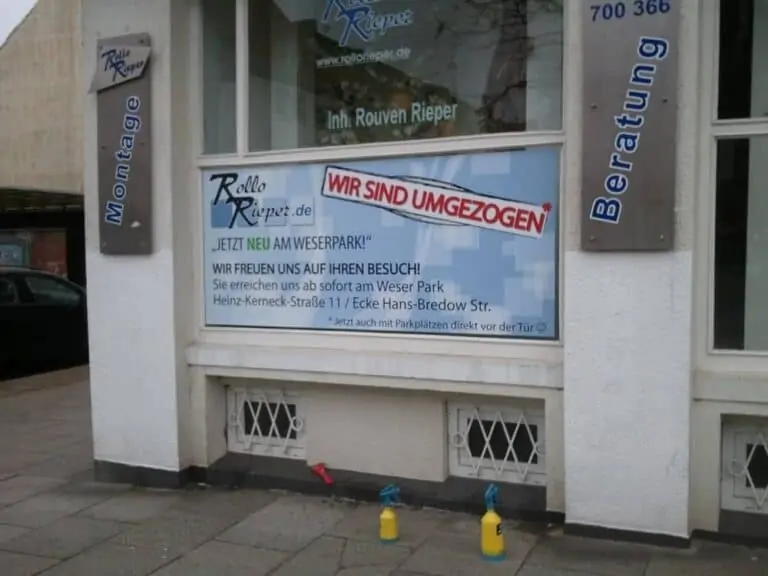 Rollo
Rieper
Montage
Rollo
Rieper
www.rollorieper.de
Inh. Rouven Rieper
700 366
Beratung
Rollo
Rieper.de
WIR SIND UMGEZOGEN*
„JETZT NEU AM WESERPARK!“
WIR FREUEN UNS AUF IHREN BESUCH!
Sie erreichen uns ab sofort am Weser Park
Heinz-Kerneck-Straße 11 / Ecke Hans-Bredow Str.
* Jetzt auch mit Parkplätzen direkt vor der Tür ☺